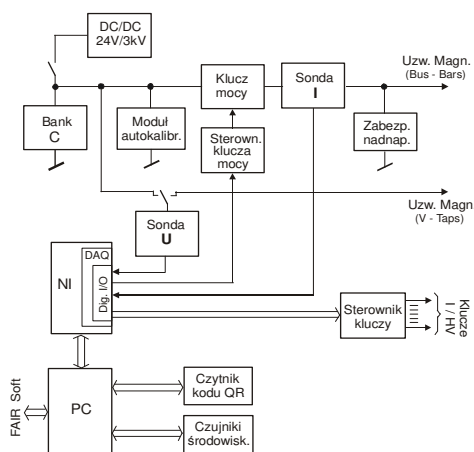 DC/DC
24V/3kV
Uzw. Magn.
(Bus - Bars)
Klucz
mocy
Sonda
I
Bank
C
Moduł
autokalibr.
Zabezp.
nadnap.
Sterown.
klucza
mocy
Uzw. Magn
(V - Taps)
Sonda
U
NI
DAQ
Dig. I/O
Sterownik
kluczy
Klucze
I / HV
FAIR Soft
PC
Czytnik
kodu QR
Czujniki
środowisk.